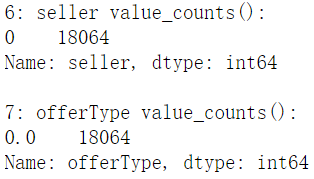 6: seller value_counts():
0    18064
Name: seller, dtype: int64
7: offerType value_counts():
0.0    18064
Name: offerType, dtype: int64